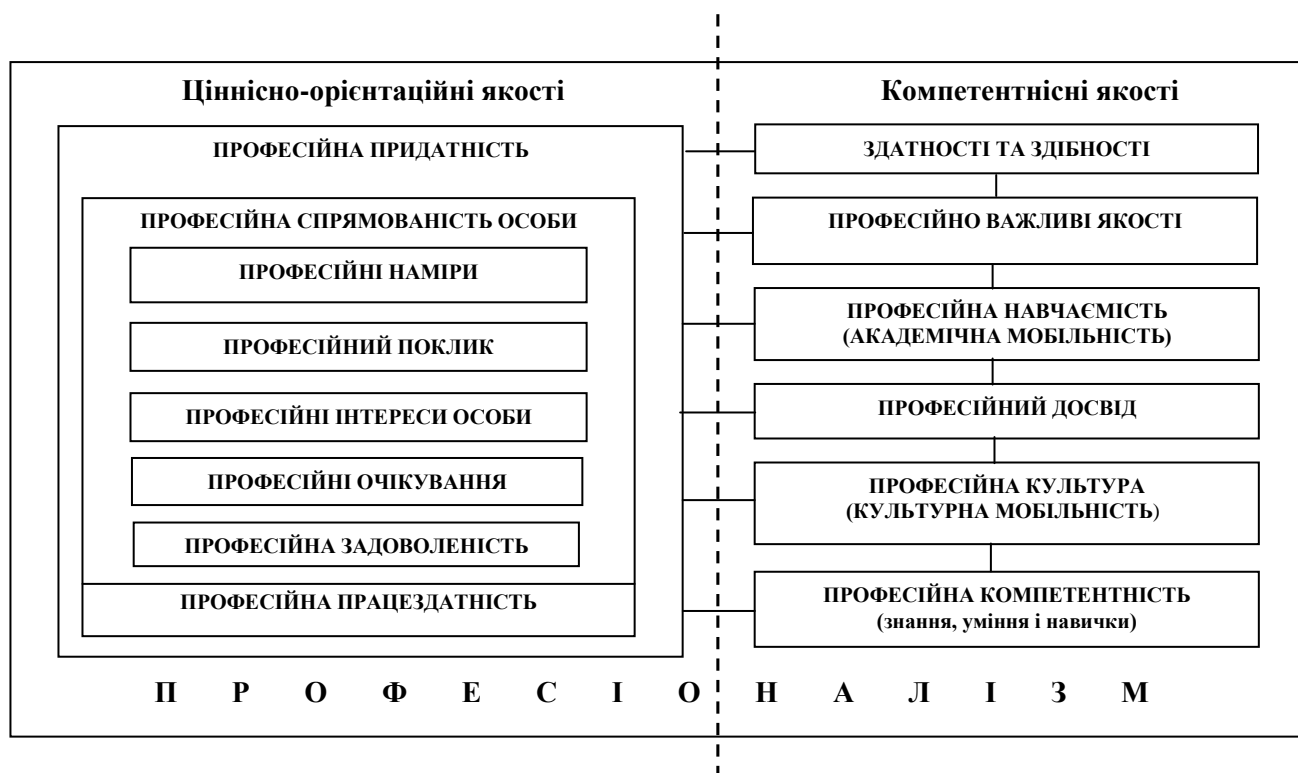 Ціннісно-орієнтаційні якості
ПРОФЕСІЙНА ПРИДАТНІСТЬ
ПРОФЕСІЙНА СПРЯМОВАНІСТЬ ОСОБИ
ПРОФЕСІЙНІ НАМІРИ
ПРОФЕСІЙНИЙ ПОКЛИК
ПРОФЕСІЙНІ ІНТЕРЕСИ ОСОБИ
ПРОФЕСІЙНІ ОЧІКУВАННЯ
ПРОФЕСІЙНА ЗАДОВОЛЕНІСТЬ
ПРОФЕСІЙНА ПРАЦЕЗДАТНІСТЬ
Компетентнісні якості
ЗДАТНОСТІ ТА ЗДІБНОСТІ
ПРОФЕСІЙНО ВАЖЛИВІ ЯКОСТІ
ПРОФЕСІЙНА НАВЧАЄМІСТЬ
(АКАДЕМІЧНА МОБІЛЬНІСТЬ)
ПРОФЕСІЙНИЙ ДОСВІД
ПРОФЕСІЙНА КУЛЬТУРА
(КУЛЬТУРНА МОБІЛЬНІСТЬ)
ПРОФЕСІЙНА КОМПЕТЕНТНІСТЬ
(знання, уміння і навички)
П Р О Ф Е С І О Н А Л І З М